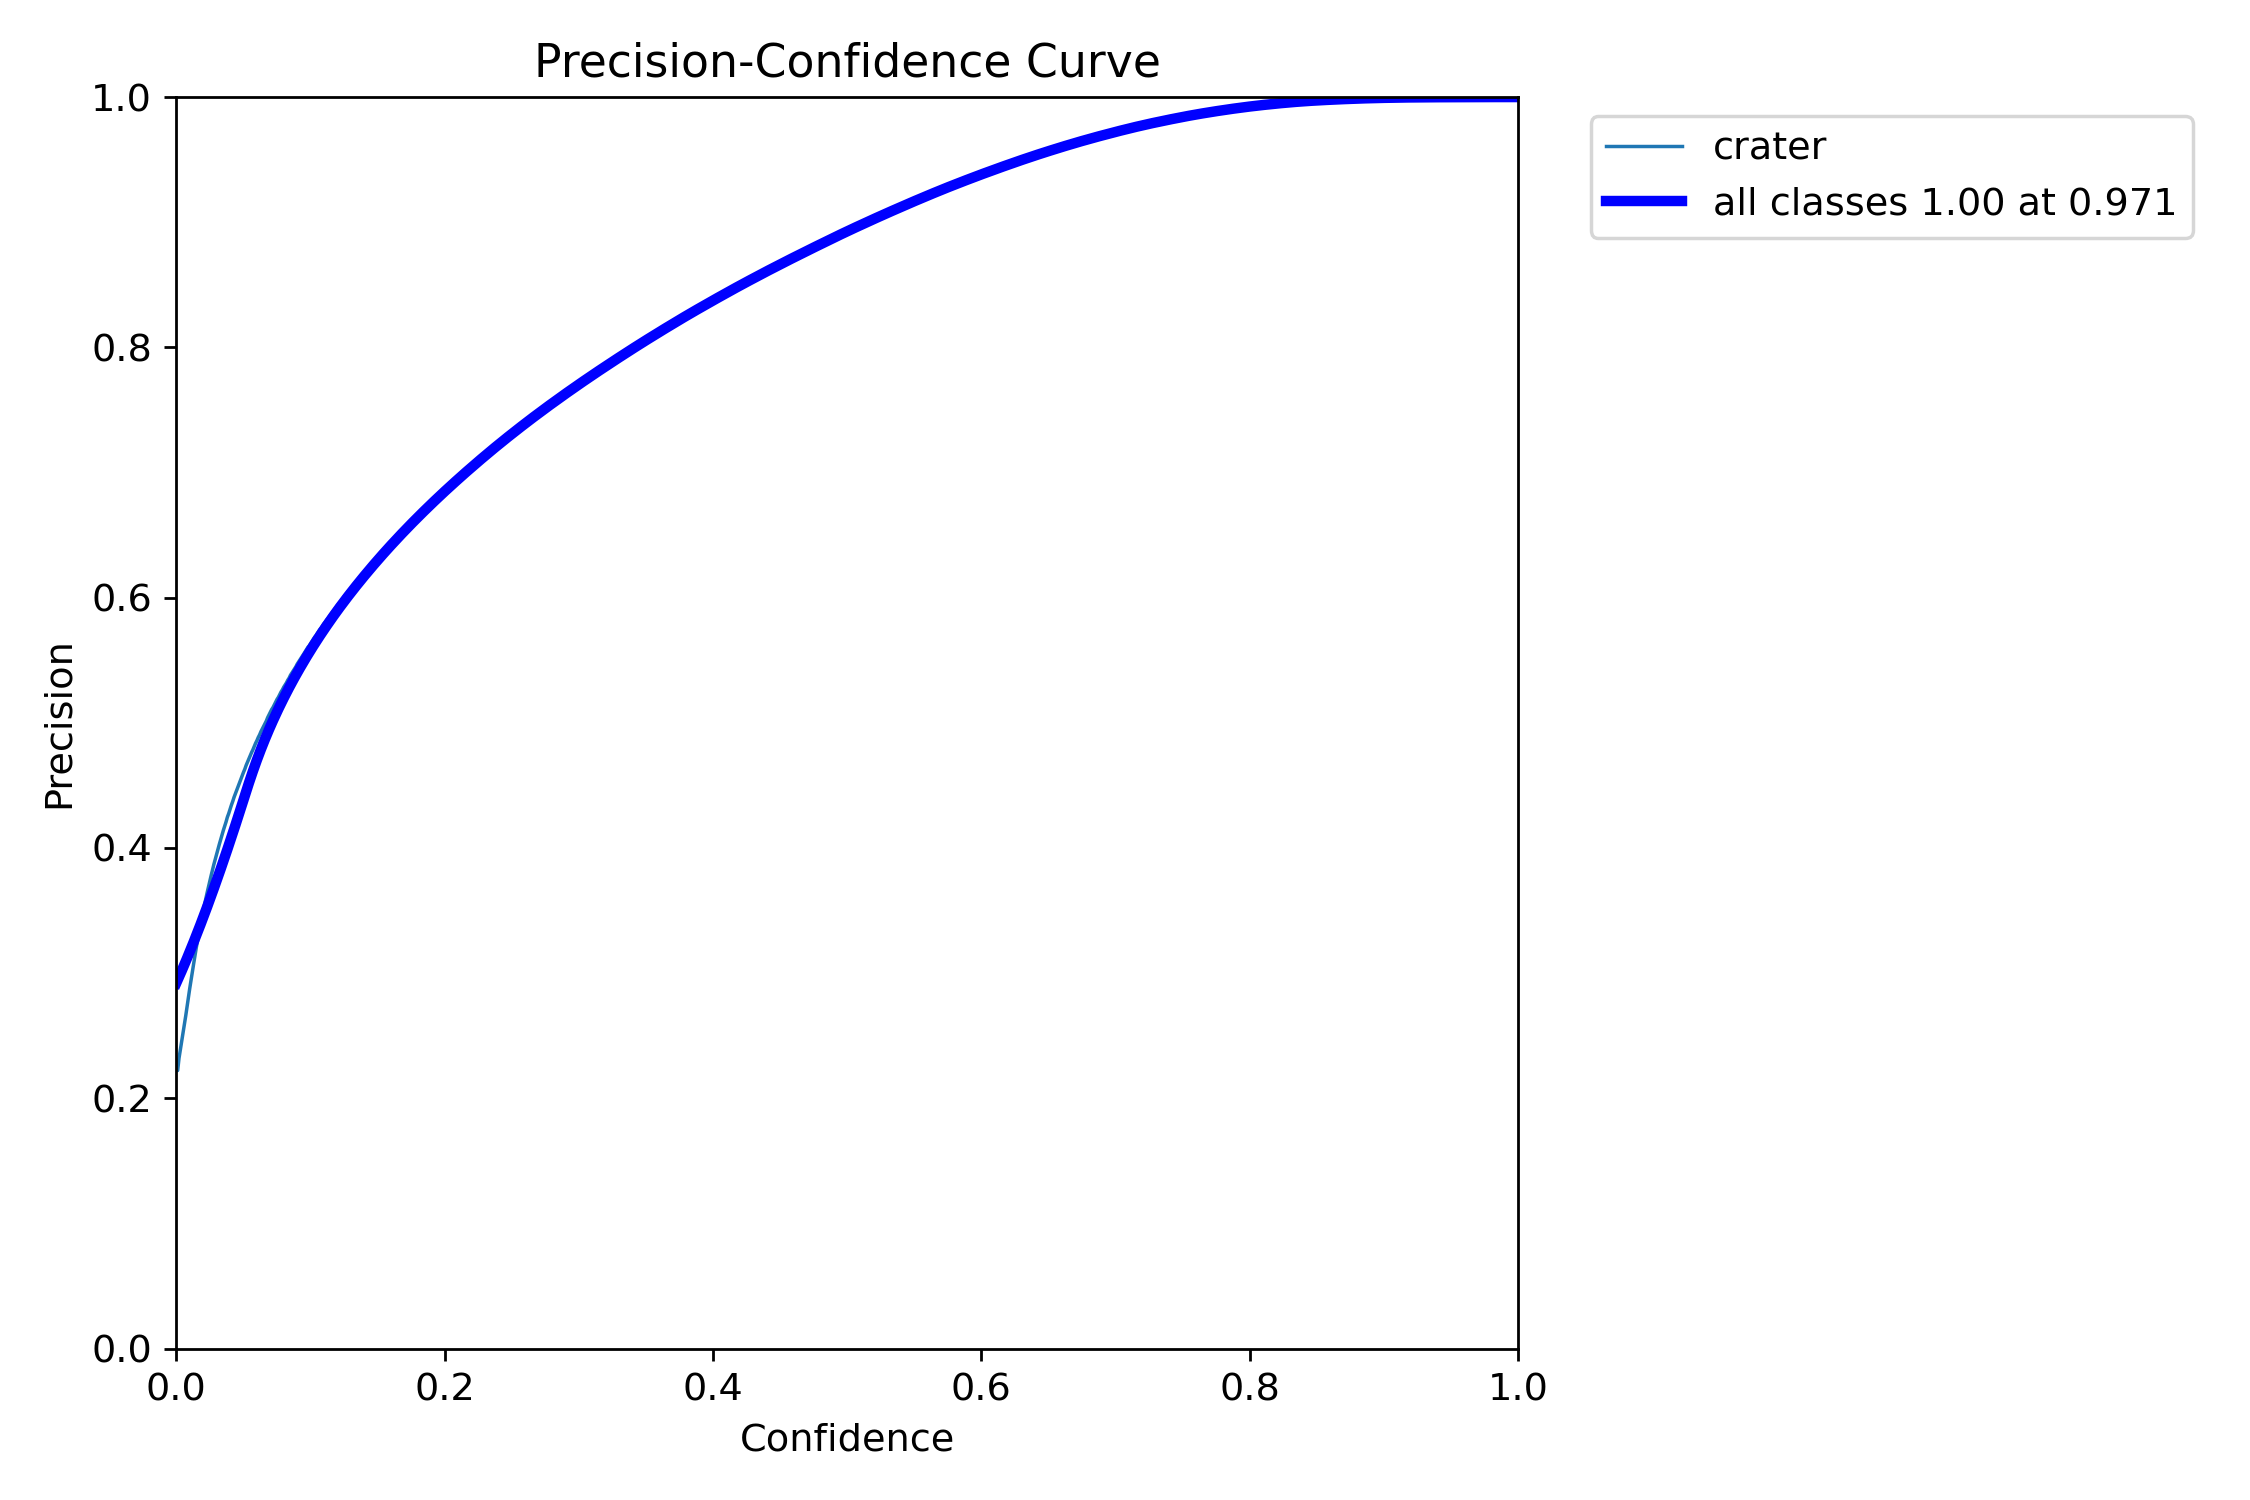 Precision-Confidence Curve
1.0
0.8
0.6
0.4
0.2
0.0
Precision
0.0 0.2 0.4 0.6 0.8 1.0
Confidence
crater
all classes 1.00 at 0.971